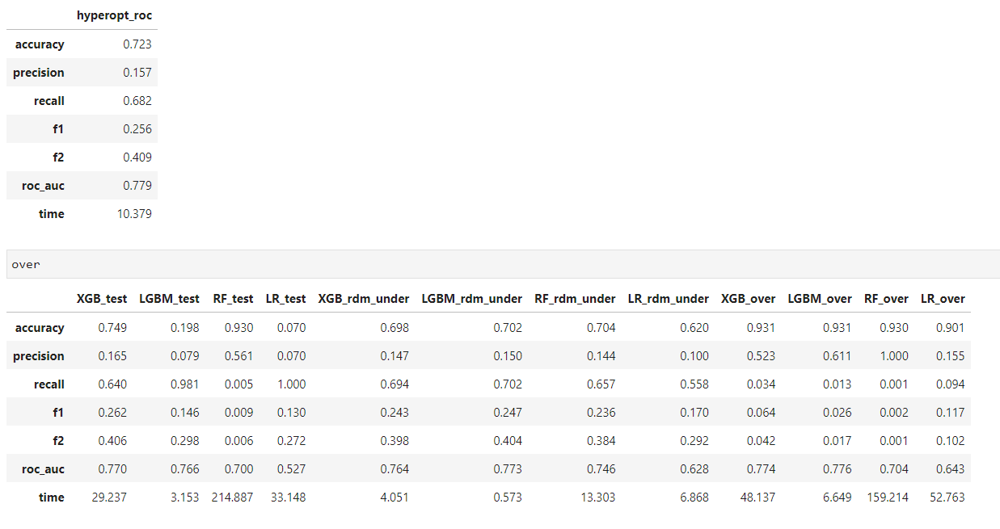 hyperopt_roc
accuracy 0.723
precision 0.157
recall 0.682
f1 0.256
f2 0.409
roc_auc 0.779
time 10.379
over
XGB_test LGBM_test RF_test LR_test XGB_rdm_under LGBM_rdm_under RF_rdm_under LR_rdm_under XGB_over LGBM_over RF_over LR_over
accuracy 0.749 0.198 0.930 0.070 0.698 0.702 0.704 0.620 0.931 0.931 0.930 0.901
precision 0.165 0.079 0.561 0.070 0.147 0.150 0.144 0.100 0.523 0.611 1.000 0.155
recall 0.640 0.981 0.005 1.000 0.694 0.702 0.657 0.558 0.034 0.013 0.001 0.094
f1 0.262 0.146 0.009 0.130 0.243 0.247 0.236 0.170 0.064 0.026 0.002 0.117
f2 0.406 0.298 0.006 0.272 0.398 0.404 0.384 0.292 0.042 0.017 0.001 0.102
roc_auc 0.770 0.766 0.700 0.527 0.764 0.773 0.746 0.628 0.774 0.776 0.704 0.643
time 29.237 3.153 214.887 33.148 4.051 0.573 13.303 6.868 48.137 6.649 159.214 52.763